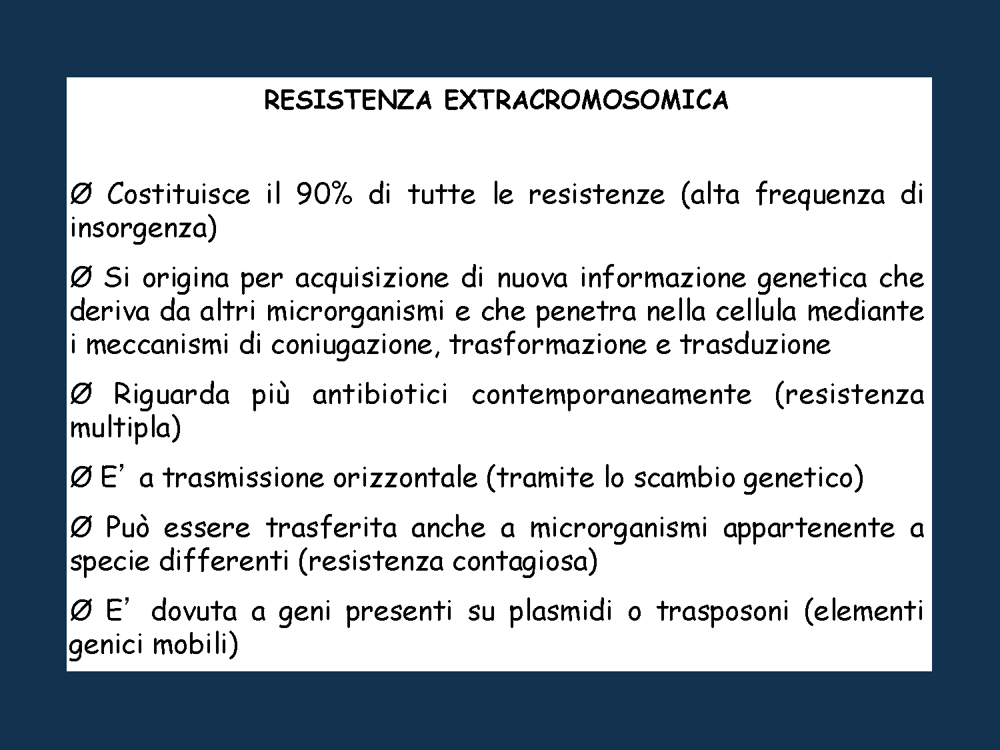 RESISTENZA EXTRACROMOSOMICA
Ø Costituisce il 90% di tutte le resistenze (alta frequenza di
insorgenza)
Ø Si origina per acquisizione di nuova informazione genetica che
deriva da altri microrganismi e che penetra nella cellula mediante
i meccanismi di coniugazione, trasformazione e trasduzione
Ø Riguarda più antibiotici contemporaneamente (resistenza
multipla)
Ø E’ a trasmissione orizzontale (tramite lo scambio genetico)
Ø Può essere trasferita anche a microrganismi appartenente a
specie differenti (resistenza contagiosa)
Ø E’ dovuta a geni presenti su plasmidi o trasposoni (elementi
genici mobili)